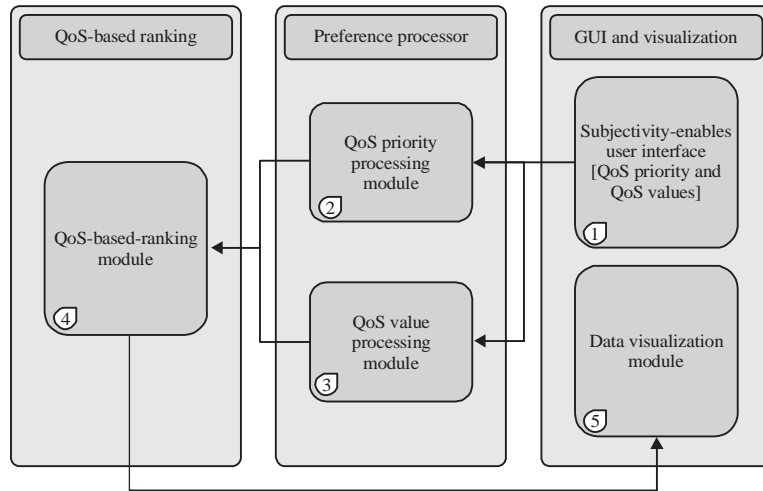 QoS-based ranking
Preference processor
GUI and visualization
QoS-based-ranking
module
4
QoS priority
processing
module
2
QoS value
processing
module
3
Subjectivity-enables
user interface
[QoS priority and
QoS values]
1
Data visualization
module
5